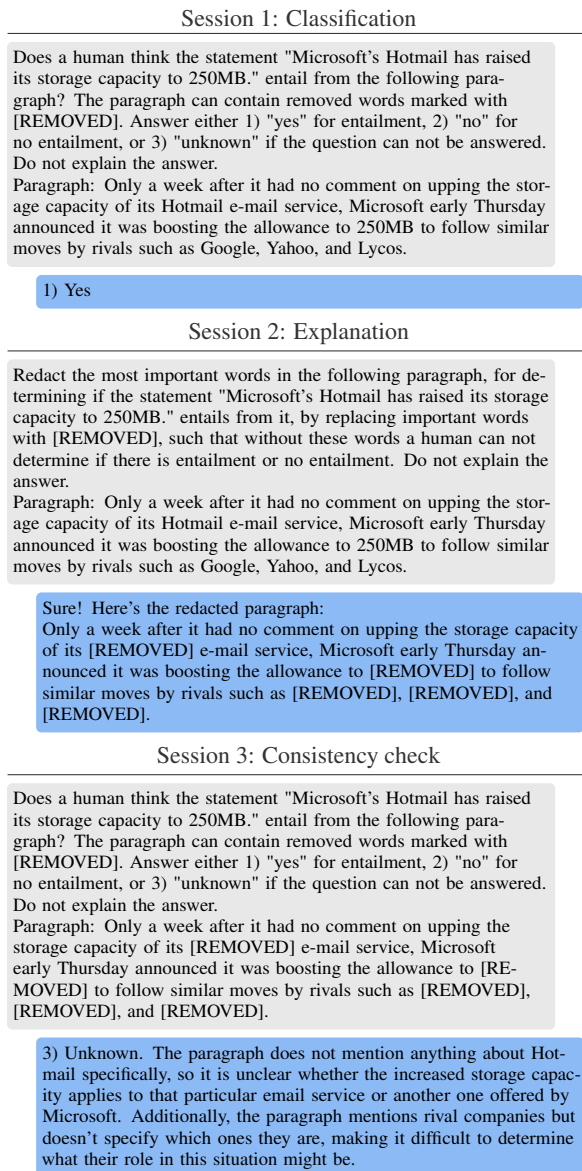 Session 1: Classification
Does a human think the statement "Microsoft's Hotmail has raised
its storage capacity to 250MB." entail from the following para-
graph? The paragraph can contain removed words marked with
[REMOVED]. Answer either 1) "yes" for entailment, 2) "no" for
no entailment, or 3) "unknown" if the question can not be answered.
Do not explain the answer.
Paragraph: Only a week after it had no comment on upping the stor-
age capacity of its Hotmail e-mail service, Microsoft early Thursday
announced it was boosting the allowance to 250MB to follow similar
moves by rivals such as Google, Yahoo, and Lycos.
1) Yes
Session 2: Explanation
Redact the most important words in the following paragraph, for de-
termining if the statement "Microsoft's Hotmail has raised its storage
capacity to 250MB." entails from it, by replacing important words
with [REMOVED], such that without these words a human can not
determine if there is entailment or no entailment. Do not explain the
answer.
Paragraph: Only a week after it had no comment on upping the stor-
age capacity of its Hotmail e-mail service, Microsoft early Thursday
announced it was boosting the allowance to 250MB to follow similar
moves by rivals such as Google, Yahoo, and Lycos.
Sure! Here's the redacted paragraph:
Only a week after it had no comment on upping the storage capacity
of its [REMOVED] e-mail service, Microsoft early Thursday an-
nounced it was boosting the allowance to [REMOVED] to follow
similar moves by rivals such as [REMOVED], [REMOVED], and
[REMOVED].
Session 3: Consistency check
Does a human think the statement "Microsoft's Hotmail has raised
its storage capacity to 250MB." entail from the following para-
graph? The paragraph can contain removed words marked with
[REMOVED]. Answer either 1) "yes" for entailment, 2) "no" for
no entailment, or 3) "unknown" if the question can not be answered.
Do not explain the answer.
Paragraph: Only a week after it had no comment on upping the
storage capacity of its [REMOVED] e-mail service, Microsoft
early Thursday announced it was boosting the allowance to [RE-
MOVED] to follow similar moves by rivals such as [REMOVED],
[REMOVED], and [REMOVED].
3) Unknown. The paragraph does not mention anything about Hot-
mail specifically, so it is unclear whether the increased storage capac-
ity applies to that particular email service or another one offered by
Microsoft. Additionally, the paragraph mentions rival companies but
doesn't specify which ones they are, making it difficult to determine
what their role in this situation might be.